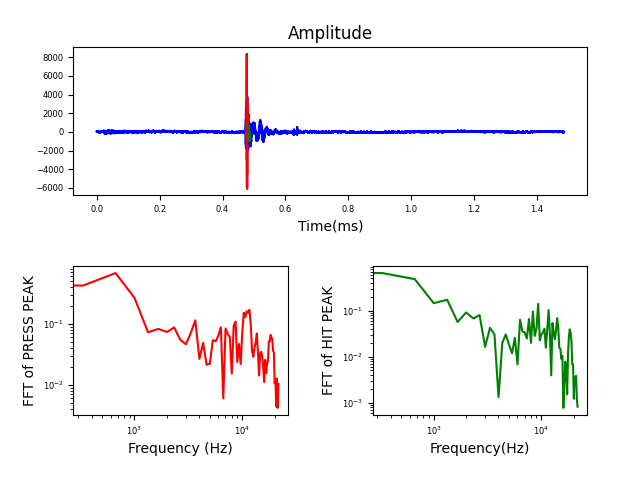 Amplitude
8000
6000
4000
2000
0
−2000
−4000
−6000
0.0 0.2 0.4 0.6 0.8 1.0 1.2 1.4
Time(ms)
FFT of PRESS PEAK
10⁻¹
10⁻²
10³ 10⁴
Frequency (Hz)
FFT of HIT PEAK
10⁻¹
10⁻²
10⁻³
10³ 10⁴
Frequency(Hz)